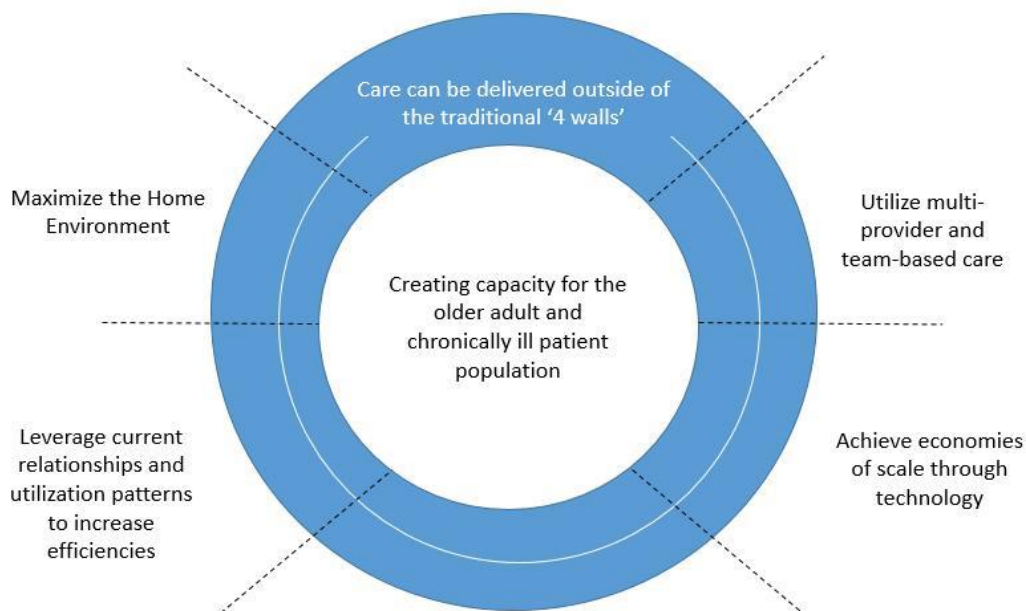 Care can be delivered outside of
the traditional ‘4 walls’
Maximize the Home
Environment
Utilize multi-
provider and
team-based care
Creating capacity for the
older adult and
chronically ill patient
population
Leverage current
relationships and
utilization patterns
to increase
efficiencies
Achieve economies
of scale through
technology